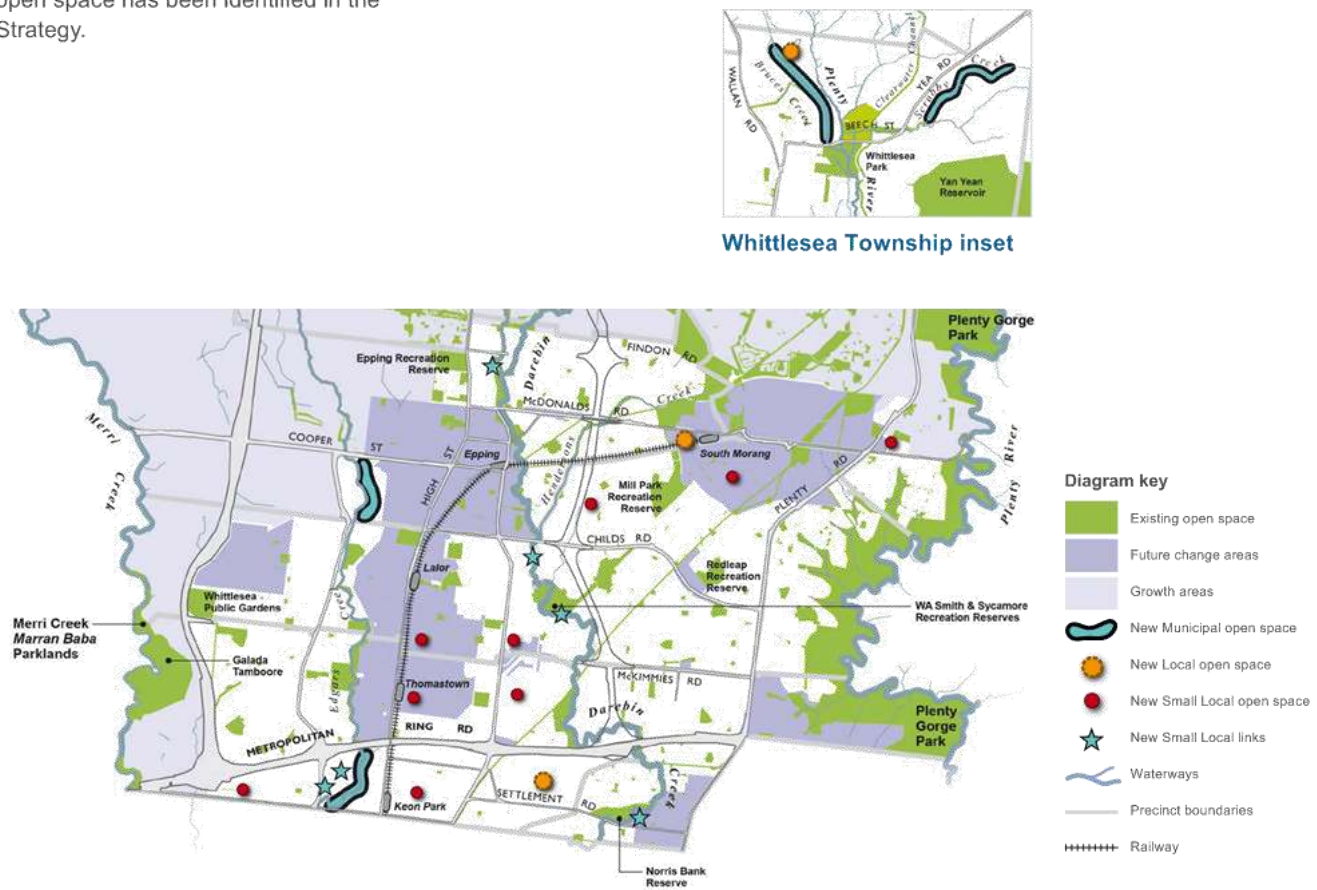 open space has been identified in the
Strategy.
WALLAN
RD
Bruces
Creek
Plenty
Clearwater Channel
YEA RD
Scrubby
Creek
BEECH ST
Whittlesea
Park
River
Yan Yean
Reservoir
Whittlesea Township inset
Plenty Gorge
Park
Epping Recreation
Reserve
Darebin
FINDON RD
McDONALDS RD
Creek
Merri
Creek
COOPER ST
HIGH ST
Epping
Hendersons
South Morang
Mill Park
Recreation
Reserve
PLENTY RD
Plenty River
CHILDS RD
Lalor
Redleap
Recreation
Reserve
Whittlesea
Public Gardens
Creek
WA Smith & Sycamore
Recreation Reserves
Merri Creek
Marran Baba
Parklands
Galada
Tamboore
Edgars
Thomastown
McKIMMIES RD
Darebin
METROPOLITAN
RING RD
Plenty
Gorge
Park
Keon Park
SETTLEMENT RD
Creek
Norris Bank
Reserve
Diagram key
Existing open space
Future change areas
Growth areas
New Municipal open space
New Local open space
New Small Local open space
New Small Local links
Waterways
Precinct boundaries
Railway